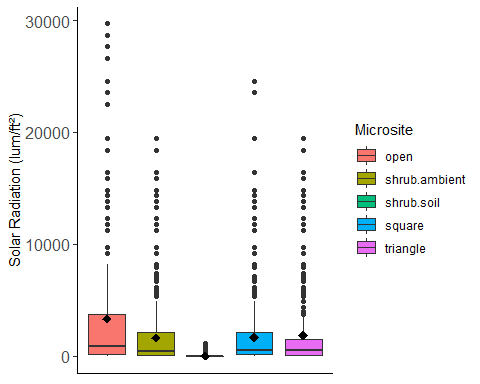 30000
20000
10000
0
Solar Radiation (lum/ft²)
Microsite
open
shrub.ambient
shrub.soil
square
triangle